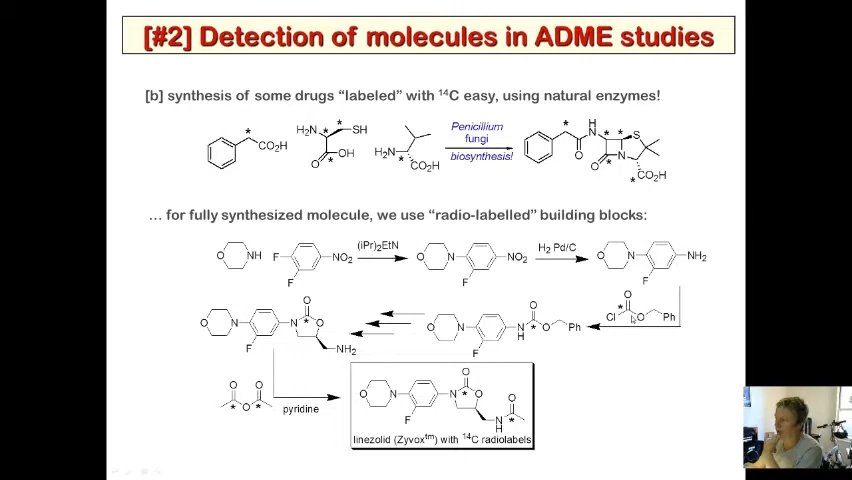 [#2] Detection of molecules in ADME studies
[b] synthesis of some drugs “labeled” with ¹⁴C easy, using natural enzymes!
* CO₂H
H₂N * * SH O * OH
H₂N * CO₂H
Penicillium
fungi
biosynthesis!
* O H N * * S O * N * CO₂H
... for fully synthesized molecule, we use “radio-labelled” building blocks:
O NH
F NO₂ F
(iPr)₂EtN
O N NO₂ F
H₂ Pd/C
O N NH₂ F
O * Cl O Ph
O N F N H O * O Ph
O N F N O * O NH₂
O O * O *
pyridine
O N F N O * O N H O *
linezolid (Zyvox™) with ¹⁴C radiolabels